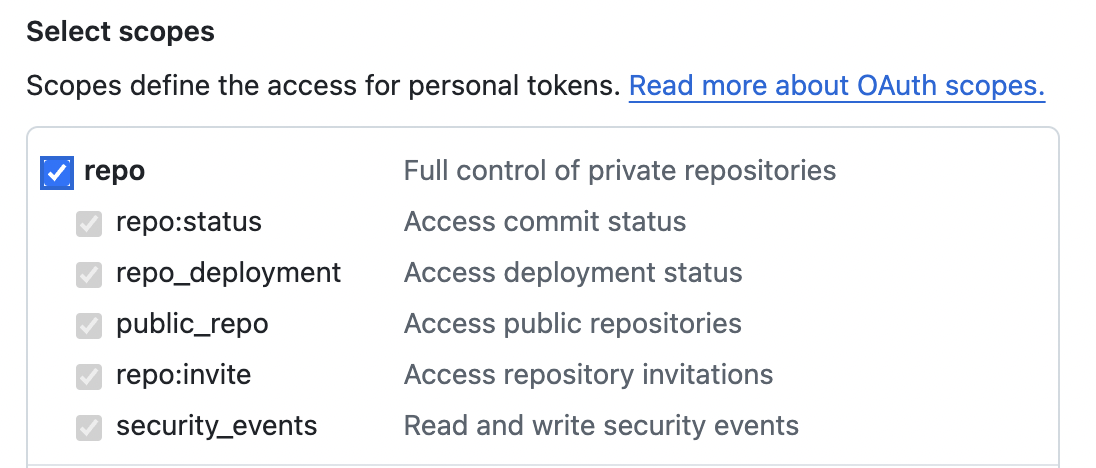 Select scopes
Scopes define the access for personal tokens. Read more about OAuth scopes.
repo Full control of private repositories
repo:status Access commit status
repo_deployment Access deployment status
public_repo Access public repositories
repo:invite Access repository invitations
security_events Read and write security events